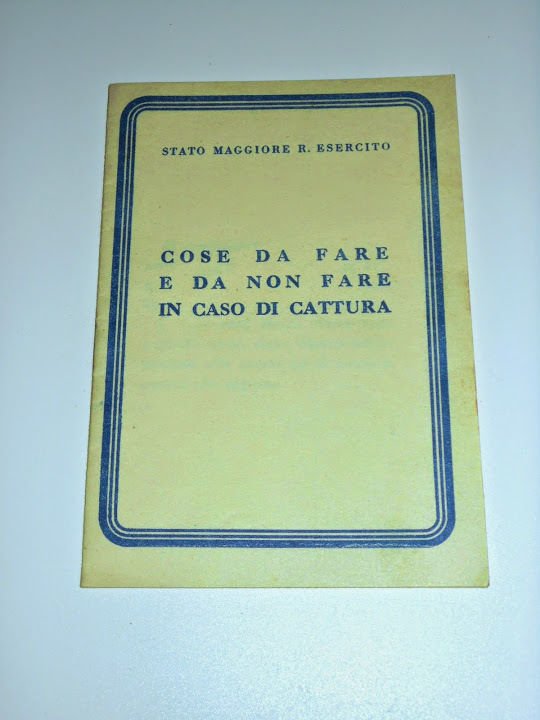 STATO MAGGIORE R. ESERCITO
COSE DA FARE
E DA NON FARE
IN CASO DI CATTURA